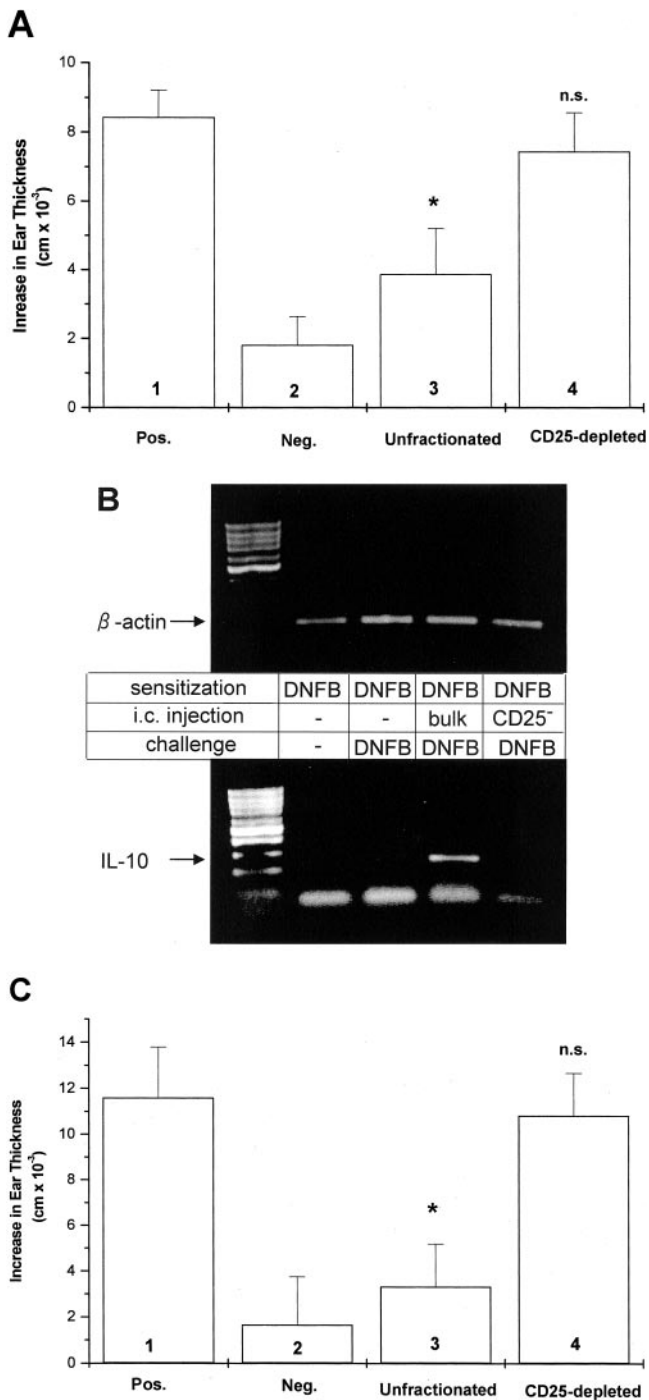 A
Inrease in Ear Thickness
(cm x 10⁻³)
10
8
6
4
2
0
n.s.
*
1
2
3
4
Pos.
Neg.
Unfractionated
CD25-depleted
B
β-actin
sensitization DNFB DNFB DNFB DNFB
i.c. injection - - bulk CD25⁻
challenge - DNFB DNFB DNFB
IL-10
C
Increase in Ear Thickness
(cm x 10⁻³)
14
12
10
8
6
4
2
0
n.s.
*
1
2
3
4
Pos.
Neg.
Unfractionated
CD25-depleted